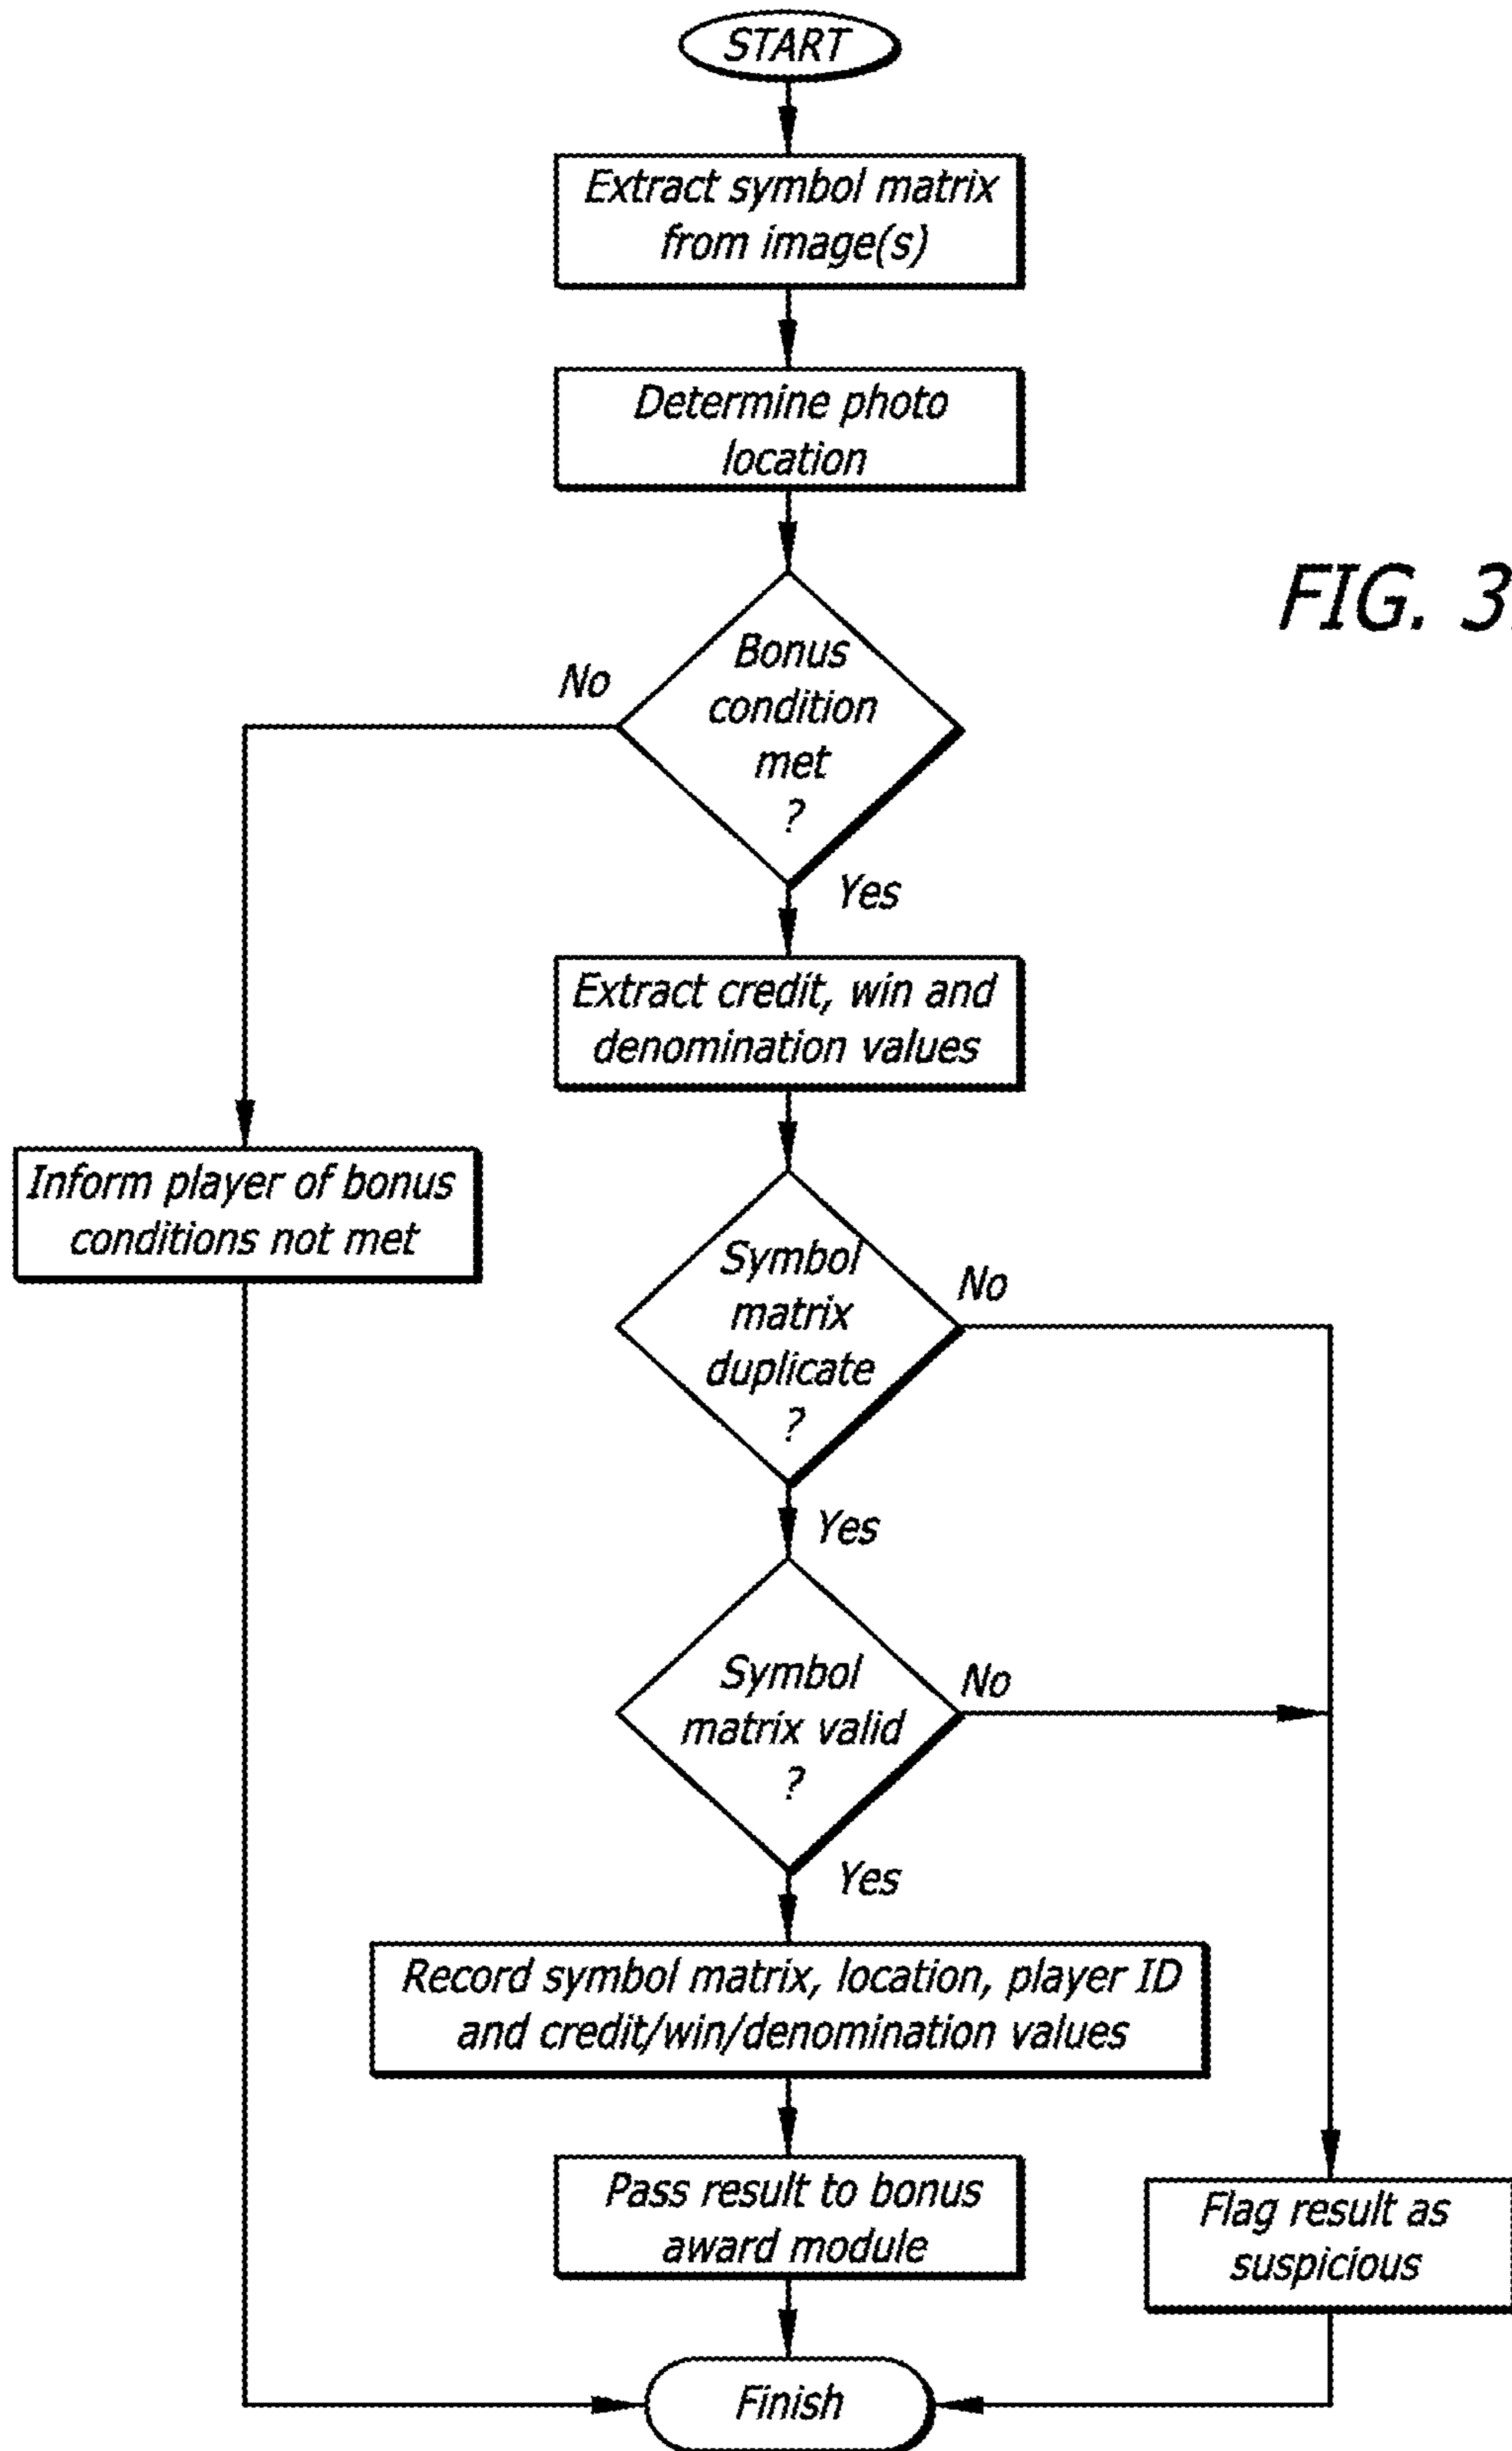 START
Extract symbol matrix
from image(s)
Determine photo
location
FIG. 3
Bonus
condition
met
?
No
Yes
Extract credit, win and
denomination values
Inform player of bonus
conditions not met
Symbol
matrix
duplicate
?
No
Yes
Symbol
matrix valid
?
No
Yes
Record symbol matrix, location, player ID
and credit/win/denomination values
Pass result to bonus
award module
Flag result as
suspicious
Finish